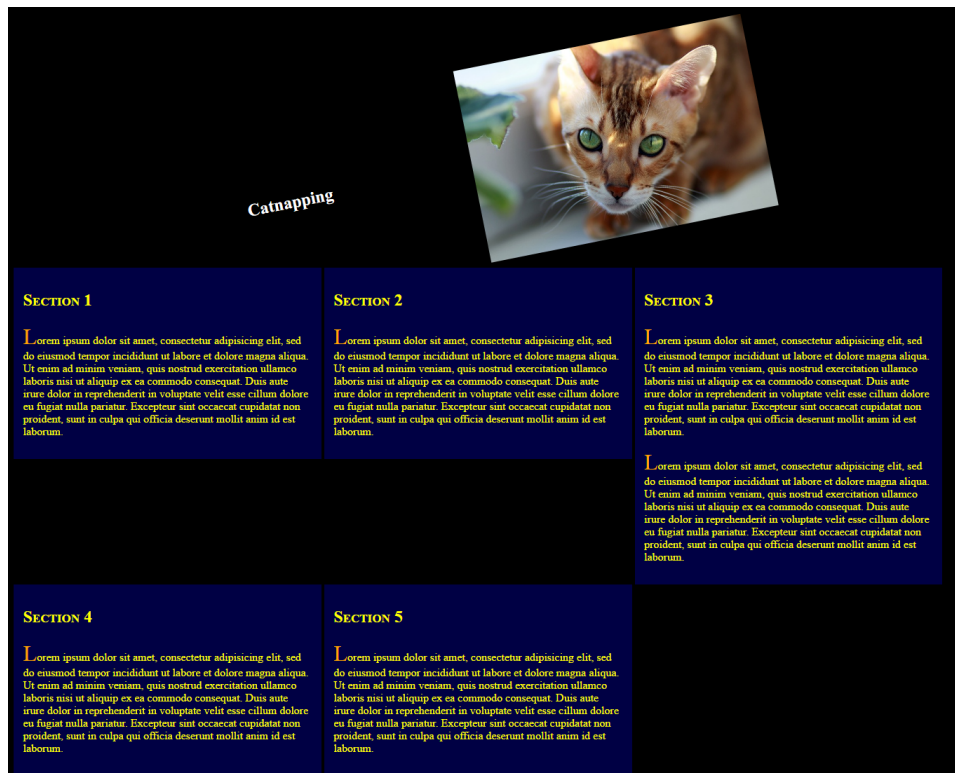 Catnapping
Section 1
Lorem ipsum dolor sit amet, consectetur adipisicing elit, sed
do eiusmod tempor incididunt ut labore et dolore magna aliqua.
Ut enim ad minim veniam, quis nostrud exercitation ullamco
laboris nisi ut aliquip ex ea commodo consequat. Duis aute
irure dolor in reprehenderit in voluptate velit esse cillum dolore
eu fugiat nulla pariatur. Excepteur sint occaecat cupidatat non
proident, sunt in culpa qui officia deserunt mollit anim id est
laborum.
Section 2
Lorem ipsum dolor sit amet, consectetur adipisicing elit, sed
do eiusmod tempor incididunt ut labore et dolore magna aliqua.
Ut enim ad minim veniam, quis nostrud exercitation ullamco
laboris nisi ut aliquip ex ea commodo consequat. Duis aute
irure dolor in reprehenderit in voluptate velit esse cillum dolore
eu fugiat nulla pariatur. Excepteur sint occaecat cupidatat non
proident, sunt in culpa qui officia deserunt mollit anim id est
laborum.
Section 3
Lorem ipsum dolor sit amet, consectetur adipisicing elit, sed
do eiusmod tempor incididunt ut labore et dolore magna aliqua.
Ut enim ad minim veniam, quis nostrud exercitation ullamco
laboris nisi ut aliquip ex ea commodo consequat. Duis aute
irure dolor in reprehenderit in voluptate velit esse cillum dolore
eu fugiat nulla pariatur. Excepteur sint occaecat cupidatat non
proident, sunt in culpa qui officia deserunt mollit anim id est
laborum.
Lorem ipsum dolor sit amet, consectetur adipisicing elit, sed
do eiusmod tempor incididunt ut labore et dolore magna aliqua.
Ut enim ad minim veniam, quis nostrud exercitation ullamco
laboris nisi ut aliquip ex ea commodo consequat. Duis aute
irure dolor in reprehenderit in voluptate velit esse cillum dolore
eu fugiat nulla pariatur. Excepteur sint occaecat cupidatat non
proident, sunt in culpa qui officia deserunt mollit anim id est
laborum.
Section 4
Lorem ipsum dolor sit amet, consectetur adipisicing elit, sed
do eiusmod tempor incididunt ut labore et dolore magna aliqua.
Ut enim ad minim veniam, quis nostrud exercitation ullamco
laboris nisi ut aliquip ex ea commodo consequat. Duis aute
irure dolor in reprehenderit in voluptate velit esse cillum dolore
eu fugiat nulla pariatur. Excepteur sint occaecat cupidatat non
proident, sunt in culpa qui officia deserunt mollit anim id est
laborum.
Section 5
Lorem ipsum dolor sit amet, consectetur adipisicing elit, sed
do eiusmod tempor incididunt ut labore et dolore magna aliqua.
Ut enim ad minim veniam, quis nostrud exercitation ullamco
laboris nisi ut aliquip ex ea commodo consequat. Duis aute
irure dolor in reprehenderit in voluptate velit esse cillum dolore
eu fugiat nulla pariatur. Excepteur sint occaecat cupidatat non
proident, sunt in culpa qui officia deserunt mollit anim id est
laborum.